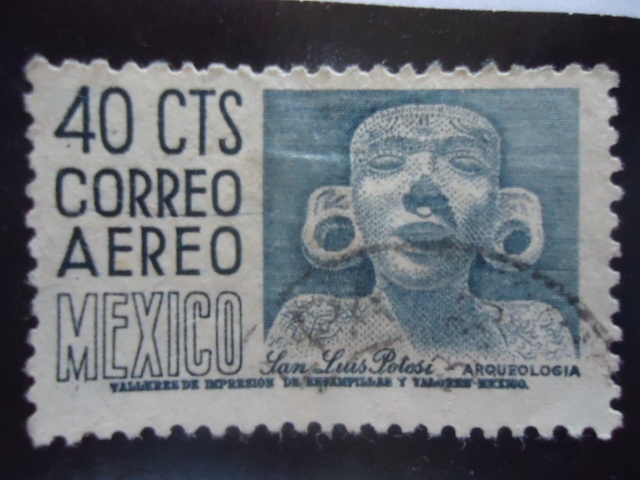 40 CTS
CORREO
AEREO
MEXICO
San Luis Potosi - ARQUEOLOGIA
TALLERES DE IMPRESION DE ESTAMPILLAS Y VALORES-MEXICO.